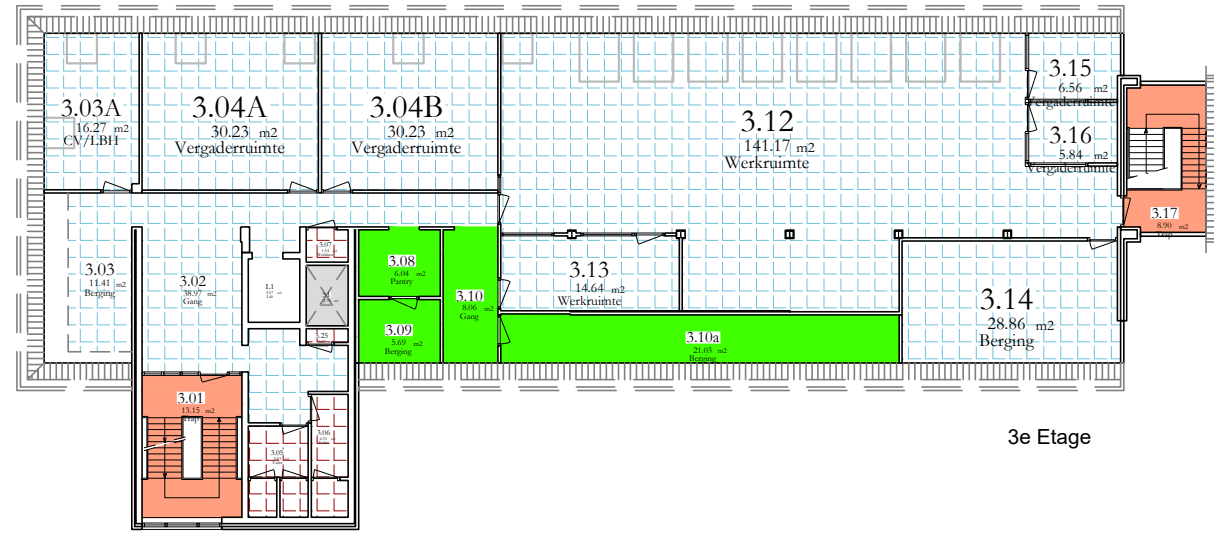 3.03A
16.27 m2
CV/LBH
3.04A
30.23 m2
Vergaderruimte
3.04B
30.23 m2
Vergaderruimte
3.12
141.17 m2
Werkruimte
3.15
6.56 m2
Vergaderruimte
3.16
5.84 m2
Vergaderruimte
3.17
8.90 m2
Trap
3.03
11.41 m2
Berging
3.02
38.97 m2
Gang
L1
3.07
3.08
6.04 m2
Pantry
3.09
5.69 m2
Berging
3.10
8.06 m2
Gang
3.13
14.64 m2
Werkruimte
3.10a
21.03 m2
Berging
3.14
28.86 m2
Berging
3.25
3.01
13.15 m2
Trap
3.05
3.06
3e Etage